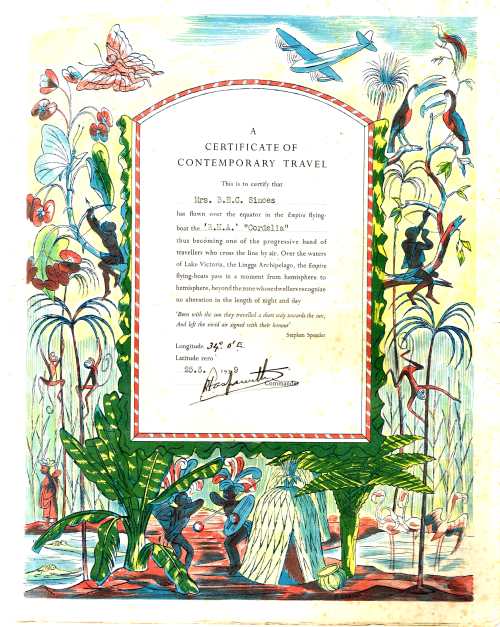 A
CERTIFICATE OF
CONTEMPORARY TRAVEL
This is to certify that
Mrs. B.E.C. Simoes
has flown over the equator in the Empire flying-
boat the 'R.M.A.' "Cordelia"
thus becoming one of the progressive band of
travellers who cross the line by air. Over the waters
of Lake Victoria, the Lingga Archipelago, the Empire
flying-boats pass in a moment from hemisphere to
hemisphere, beyond the zone whose dwellers recognize
no alteration in the length of night and day
'Born with the sun they travelled a short way towards the sun,
And left the vivid air signed with their honour'
Stephen Spender
Longitude 34° 0' E.
Latitude zero
25.3. 1939
Commander